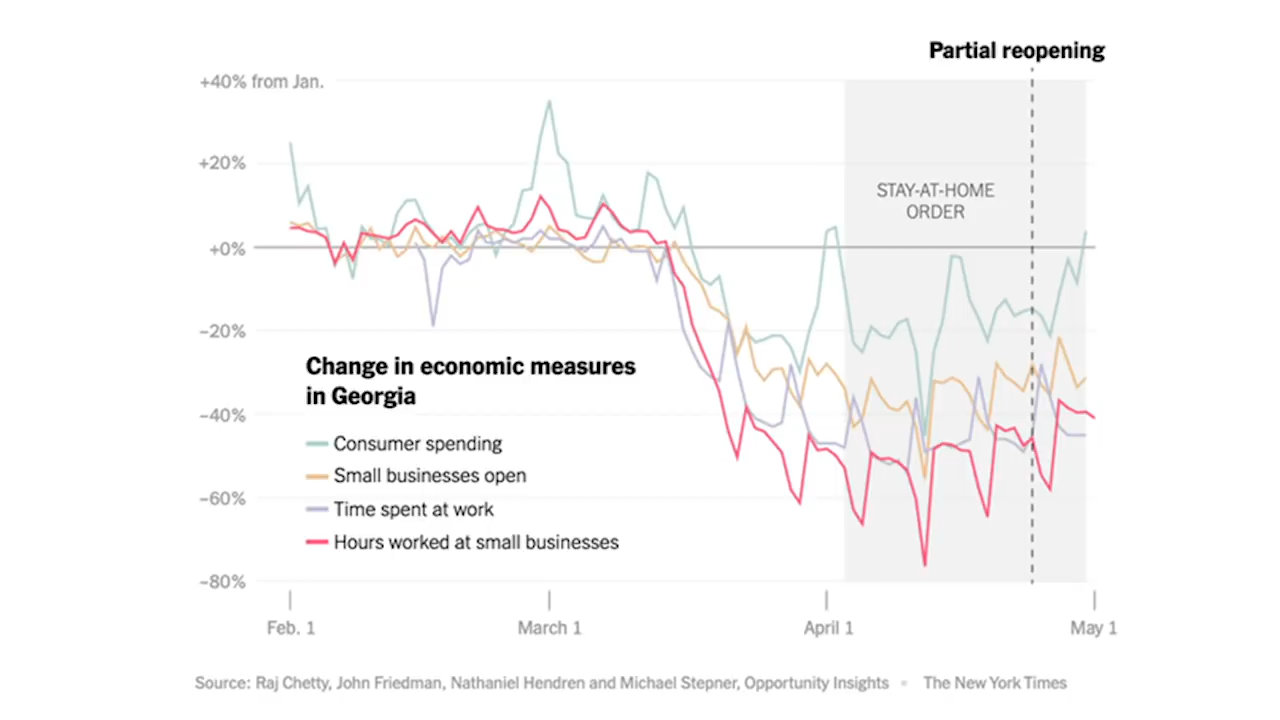 Partial reopening
+40% from Jan.
+20%
STAY-AT-HOME
ORDER
+0%
–20%
Change in economic measures
in Georgia
–40%
Consumer spending
Small businesses open
–60%
Time spent at work
Hours worked at small businesses
–80%
Feb. 1
March 1
April 1
May 1
Source: Raj Chetty, John Friedman, Nathaniel Hendren and Michael Stepner, Opportunity Insights • The New York Times